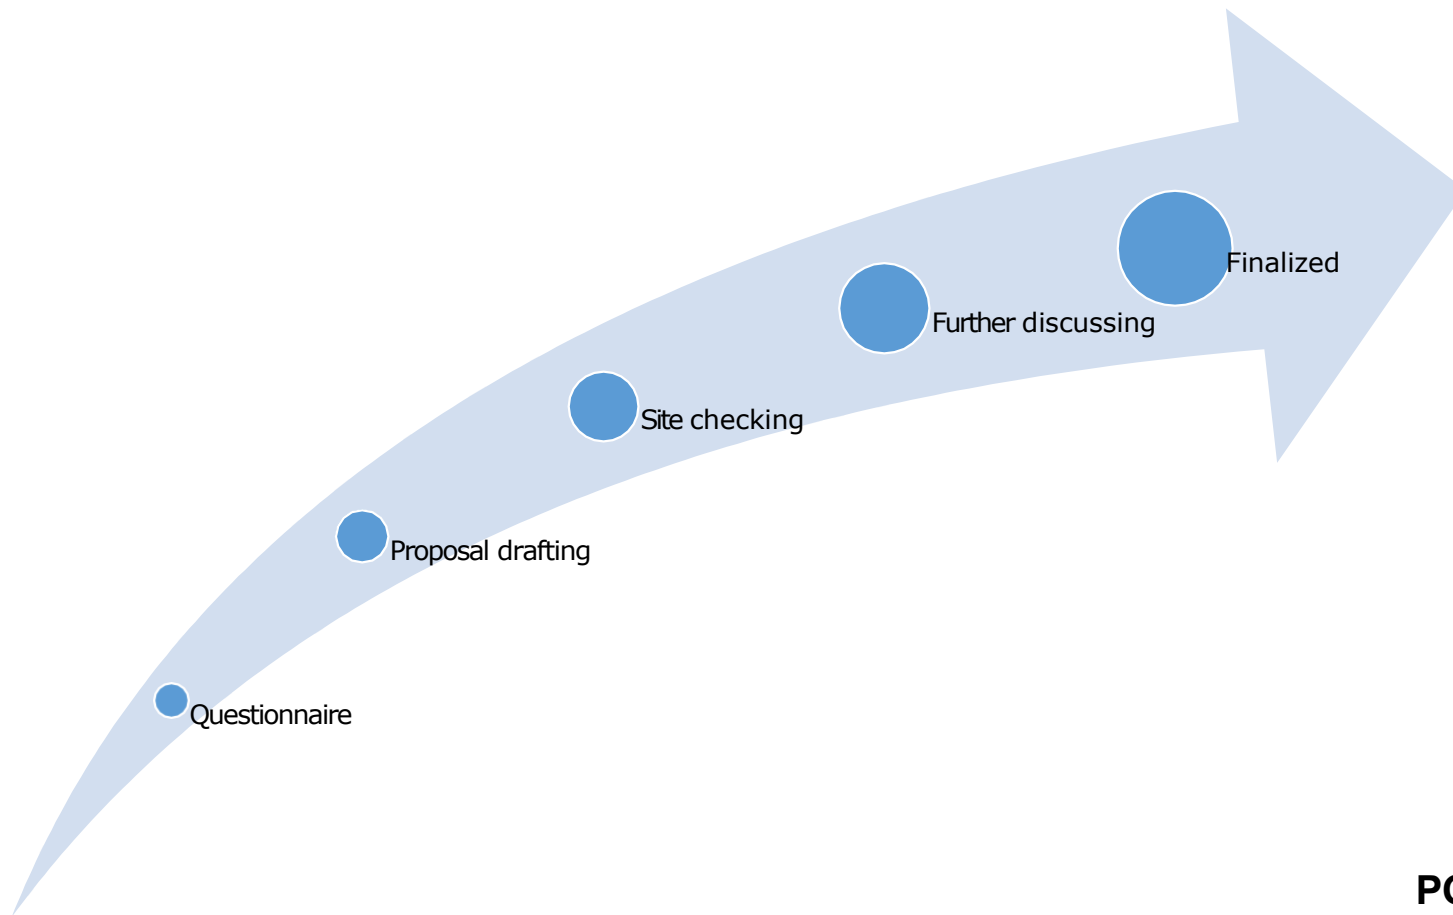 Finalized
Further discussing
Site checking
Proposal drafting
Questionnaire